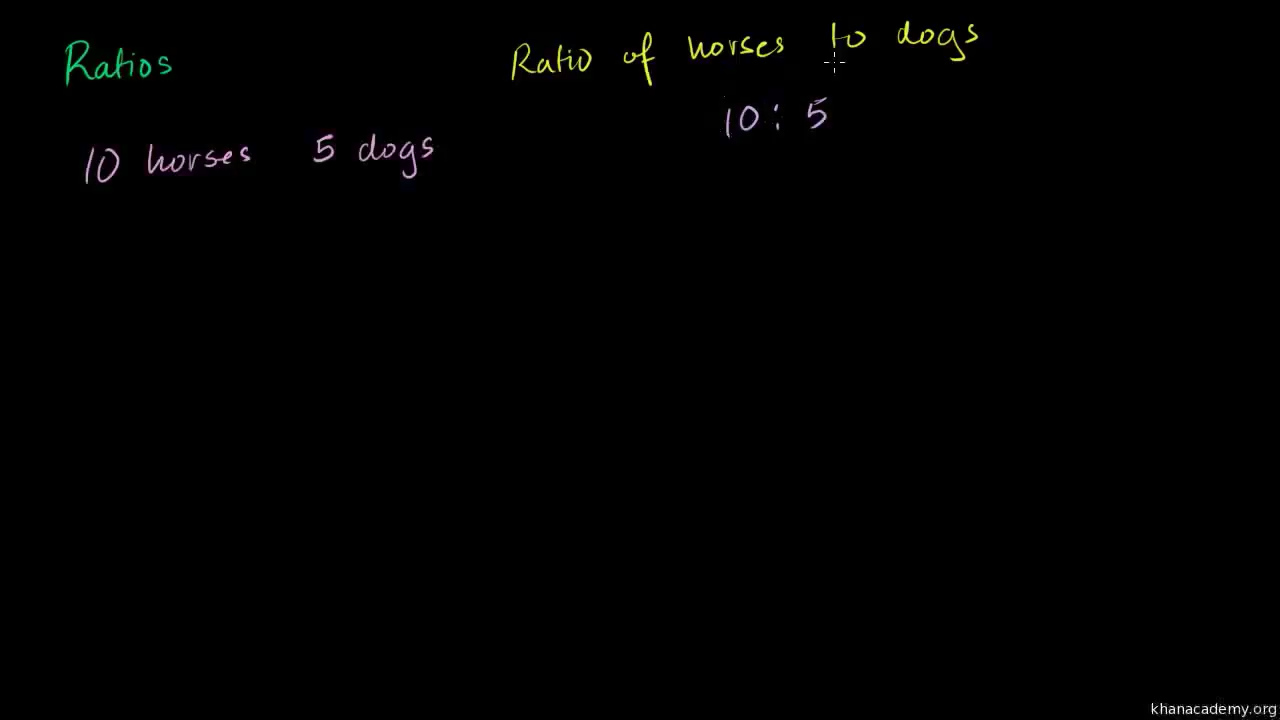 Ratios
Ratio of horses to dogs
10 : 5
10 horses 5 dogs
khanacademy.org